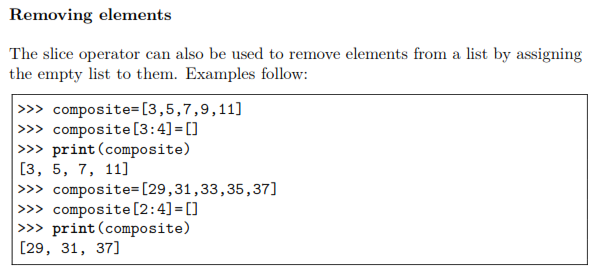 Removing elements
The slice operator can also be used to remove elements from a list by assigning
the empty list to them. Examples follow:
>>> composite=[3,5,7,9,11]
>>> composite[3:4]=[]
>>> print(composite)
[3, 5, 7, 11]
>>> composite=[29,31,33,35,37]
>>> composite[2:4]=[]
>>> print(composite)
[29, 31, 37]